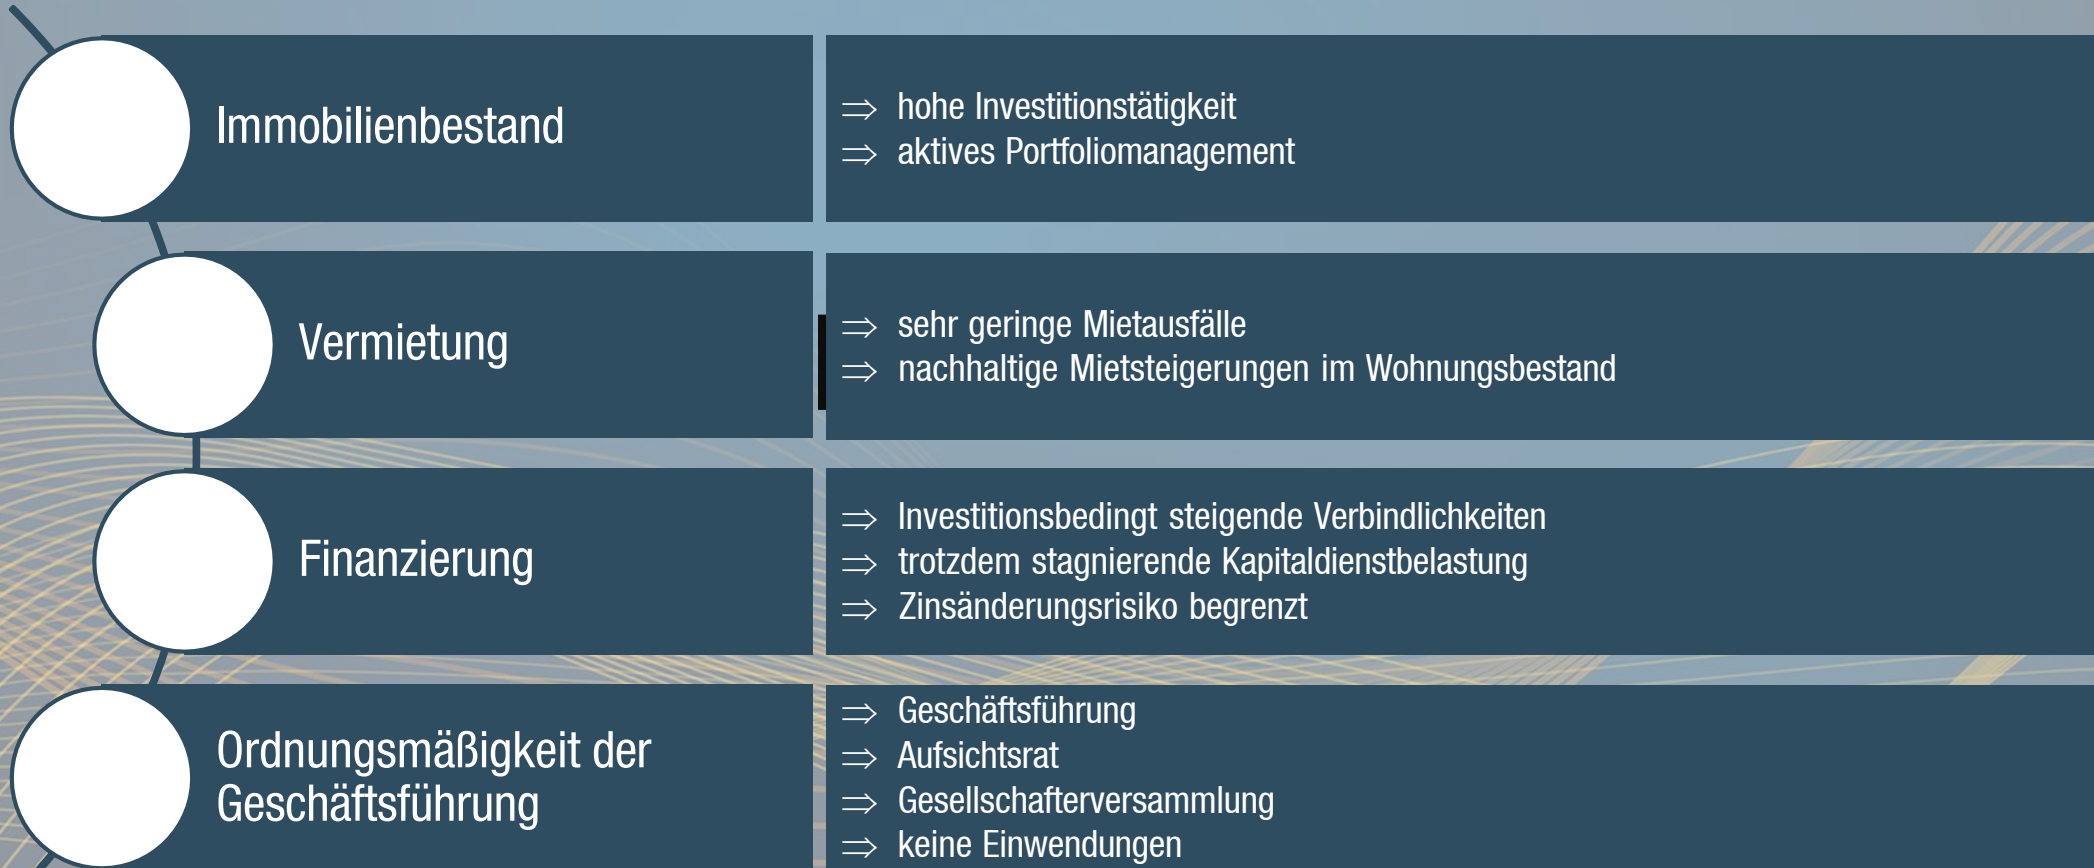 Immobilienbestand
⇒ hohe Investitionstätigkeit
⇒ aktives Portfoliomanagement
Vermietung
⇒ sehr geringe Mietausfälle
⇒ nachhaltige Mietsteigerungen im Wohnungsbestand
Finanzierung
⇒ Investitionsbedingt steigende Verbindlichkeiten
⇒ trotzdem stagnierende Kapitaldienstbelastung
⇒ Zinsänderungsrisiko begrenzt
Ordnungsmäßigkeit der
Geschäftsführung
⇒ Geschäftsführung
⇒ Aufsichtsrat
⇒ Gesellschafterversammlung
⇒ keine Einwendungen